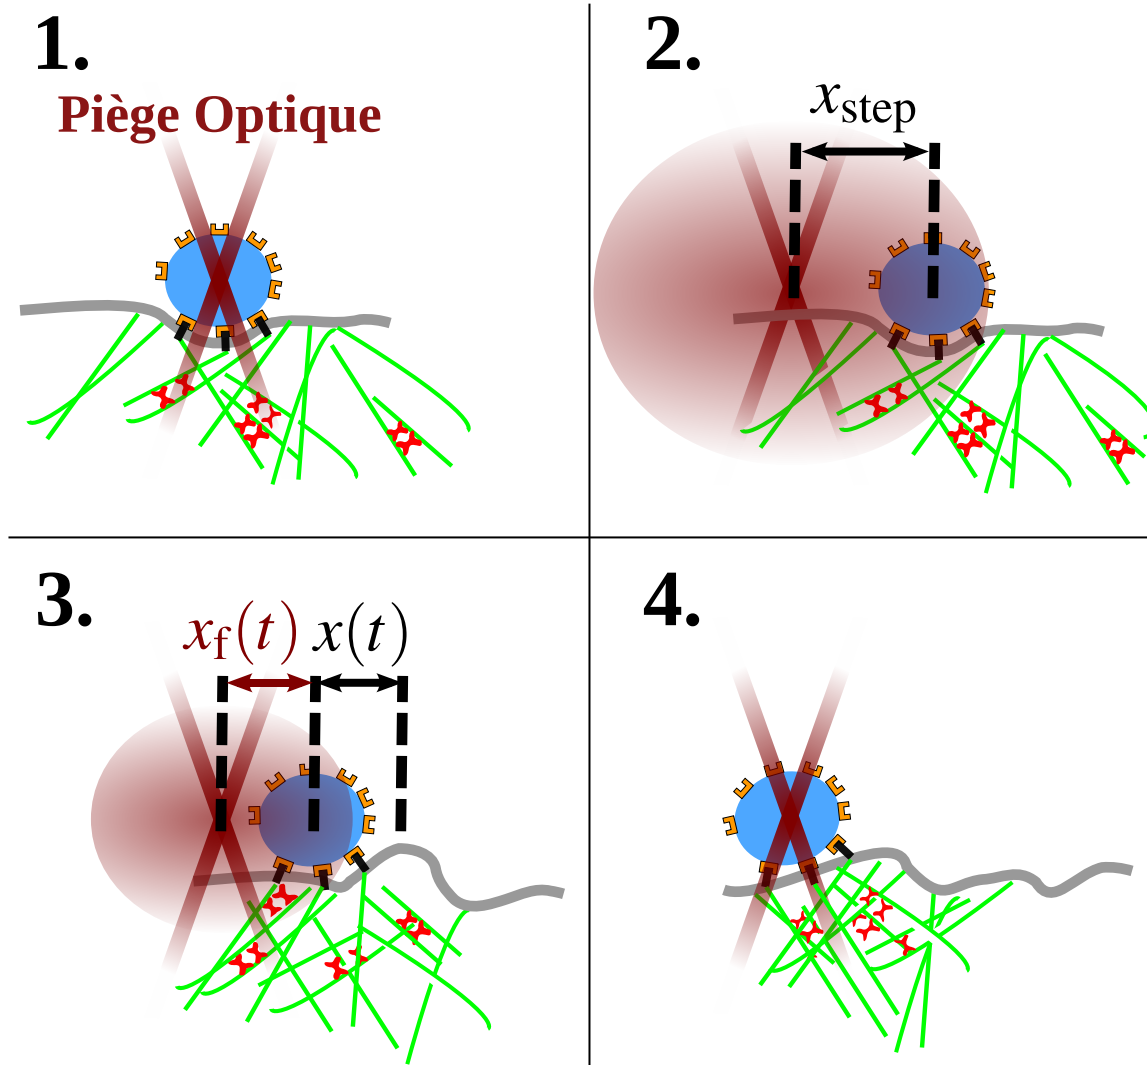 1.
Piège Optique
2.
x_step
3.
x_f(t) x(t)
4.